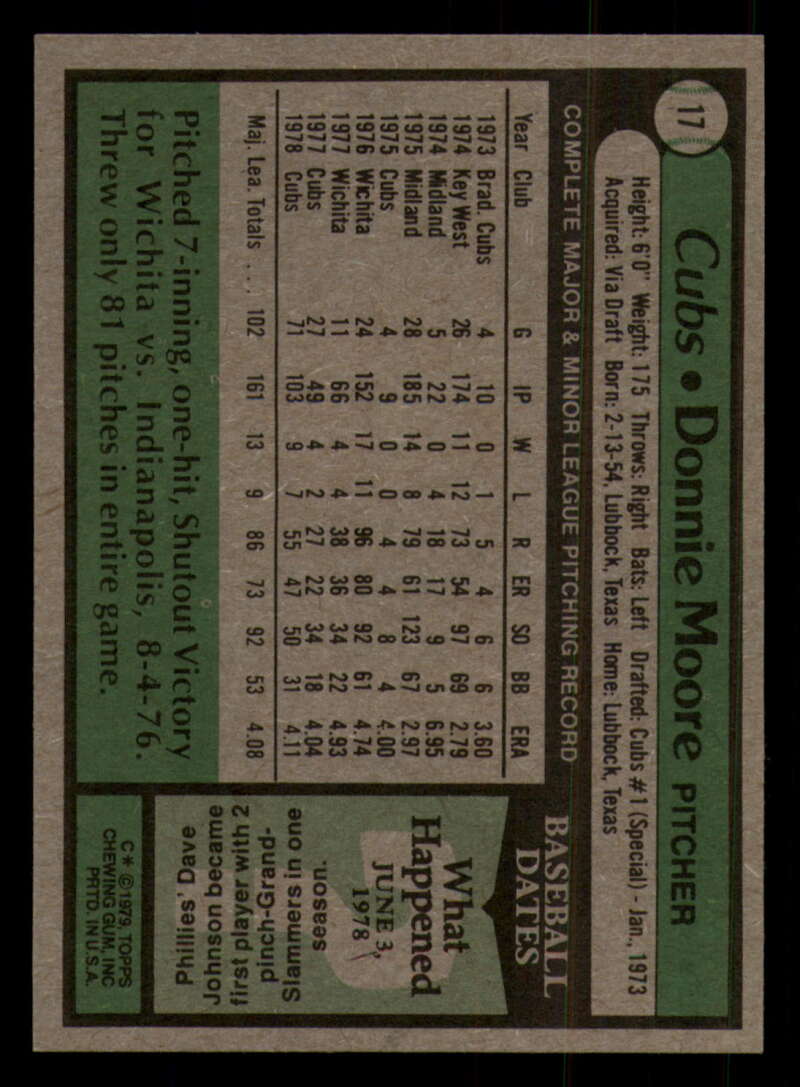 17
Cubs • Donnie Moore PITCHER
Height: 6'0" Weight: 175 Throws: Right Bats: Left Drafted: Cubs #1 (Special) - Jan., 1973
Acquired: Via Draft Born: 2-13-54, Lubbock, Texas Home: Lubbock, Texas
COMPLETE MAJOR & MINOR LEAGUE PITCHING RECORD
Year Club G IP W L R ER SO BB ERA
1973 Brad. Cubs 4 10 0 1 5 4 6 6 3.60
1974 Key West 26 174 11 12 73 54 97 69 2.79
1974 Midland 5 22 0 4 18 17 9 5 6.95
1975 Midland 28 185 14 8 79 61 123 67 2.97
1975 Cubs 4 9 0 0 4 4 8 4 4.00
1976 Wichita 24 152 17 11 96 80 92 61 4.74
1977 Wichita 11 66 4 4 38 36 34 22 4.93
1977 Cubs 27 49 4 2 27 22 34 18 4.04
1978 Cubs 71 103 9 7 55 47 50 31 4.11
Maj. Lea. Totals . . . 102 161 13 9 86 73 92 53 4.08
Pitched 7-inning, one-hit, Shutout Victory
for Wichita vs. Indianapolis, 8-4-76.
Threw only 81 pitches in entire game.
BASEBALL
DATES
What
Happened
JUNE 3,
1978
Phillies' Dave
Johnson became
first player with 2
pinch-Grand-
Slammers in one
season.
C* © 1979, TOPPS
CHEWING GUM, INC
PRTD. IN U.S.A.